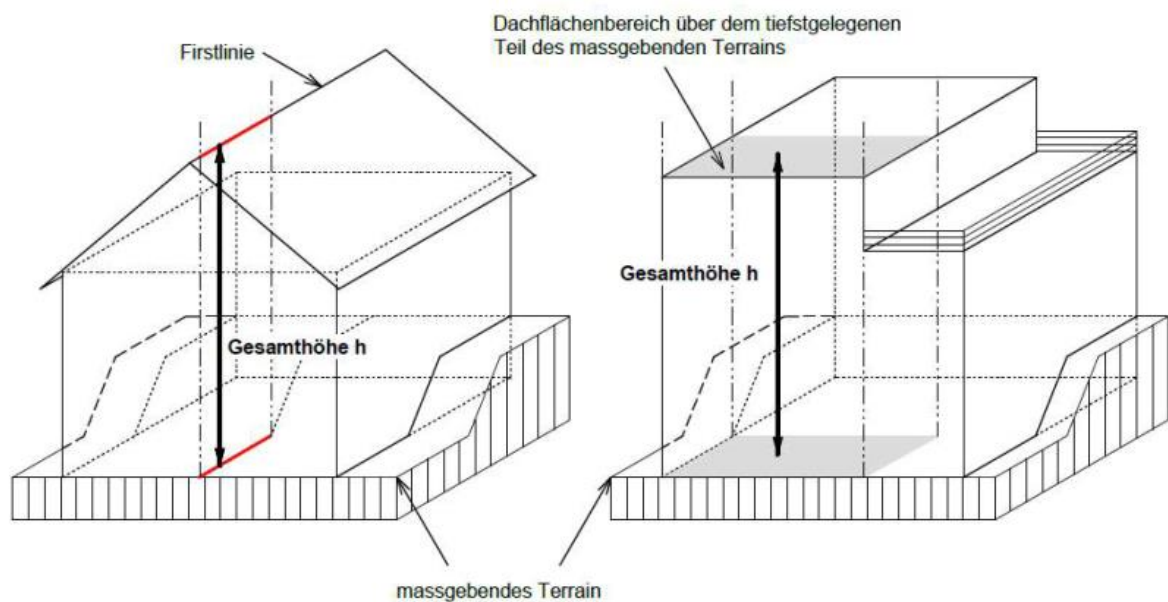 Firstlinie
Dachflächenbereich über dem tiefstgelegenen
Teil des massgebenden Terrains
Gesamthöhe h
Gesamthöhe h
massgebendes Terrain